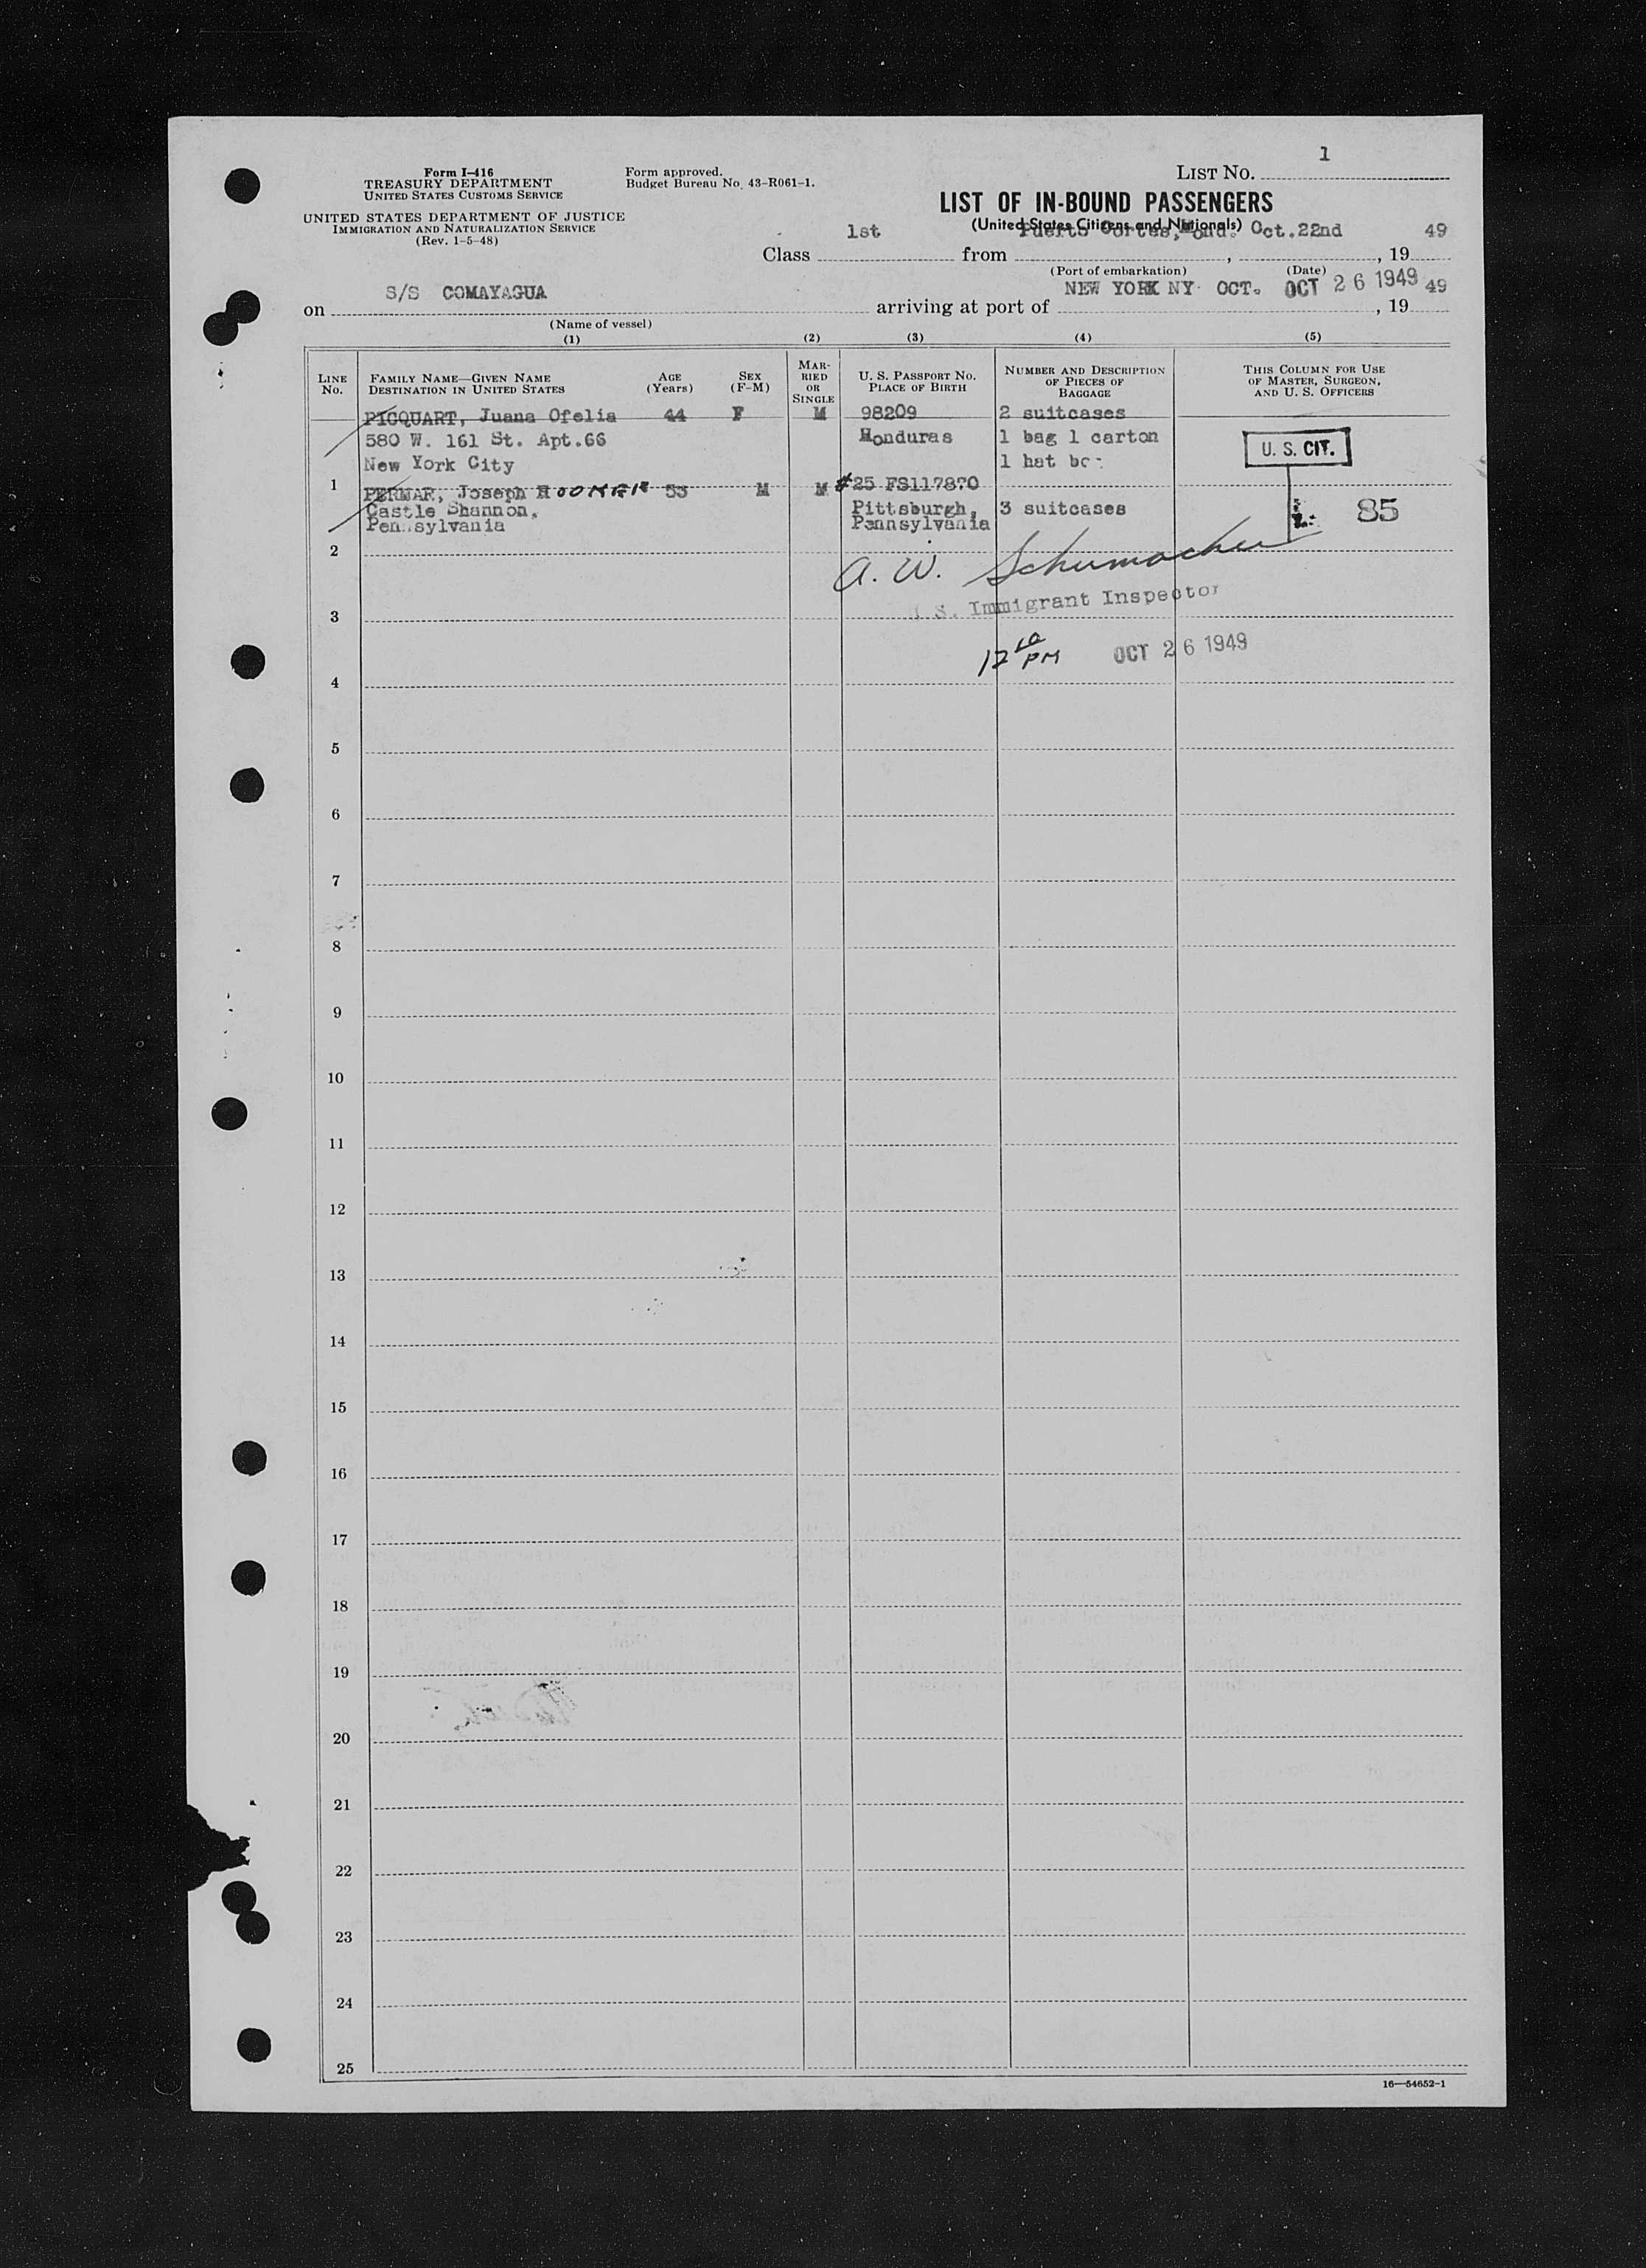 1
Form I-416
TREASURY DEPARTMENT
UNITED STATES CUSTOMS SERVICE
Form approved.
Budget Bureau No. 43-R061-1.
LIST NO.
UNITED STATES DEPARTMENT OF JUSTICE
IMMIGRATION AND NATURALIZATION SERVICE
(Rev. 1-5-48)
LIST OF IN-BOUND PASSENGERS
(United States Citizens and Nationals)
Class 1st from Puerto Cortes, Hond. Oct.22nd, 19 49
(Port of embarkation) (Date)
on S/S COMAYAGUA arriving at port of NEW YORK NY OCT. OCT 26 1949, 19 49
(Name of vessel)
(1) (2) (3) (4) (5)
LINE No. FAMILY NAME—GIVEN NAME DESTINATION IN UNITED STATES AGE (Years) SEX (F-M) MARRIED OR SINGLE U. S. PASSPORT No. PLACE OF BIRTH NUMBER AND DESCRIPTION OF PIECES OF BAGGAGE THIS COLUMN FOR USE OF MASTER, SURGEON, AND U. S. OFFICERS
PICQUART, Juana Ofelia 44 F M 98209 2 suitcases
580 W. 161 St. Apt.66 Honduras 1 bag 1 carton U. S. CIT.
New York City 1 hat
1
PERMAR, Joseph 53 M M #25 FS117870
Castle Shannon, Pittsburgh, 3 suitcases 85
Pennsylvania Pennsylvania
2
A. W. Schumacher
3
U. S. Immigrant Inspector
12 10 PM OCT 26 1949
4
5
6
7
8
9
10
11
12
13
14
15
16
17
18
19
20
21
22
23
24
25
16—54652-1